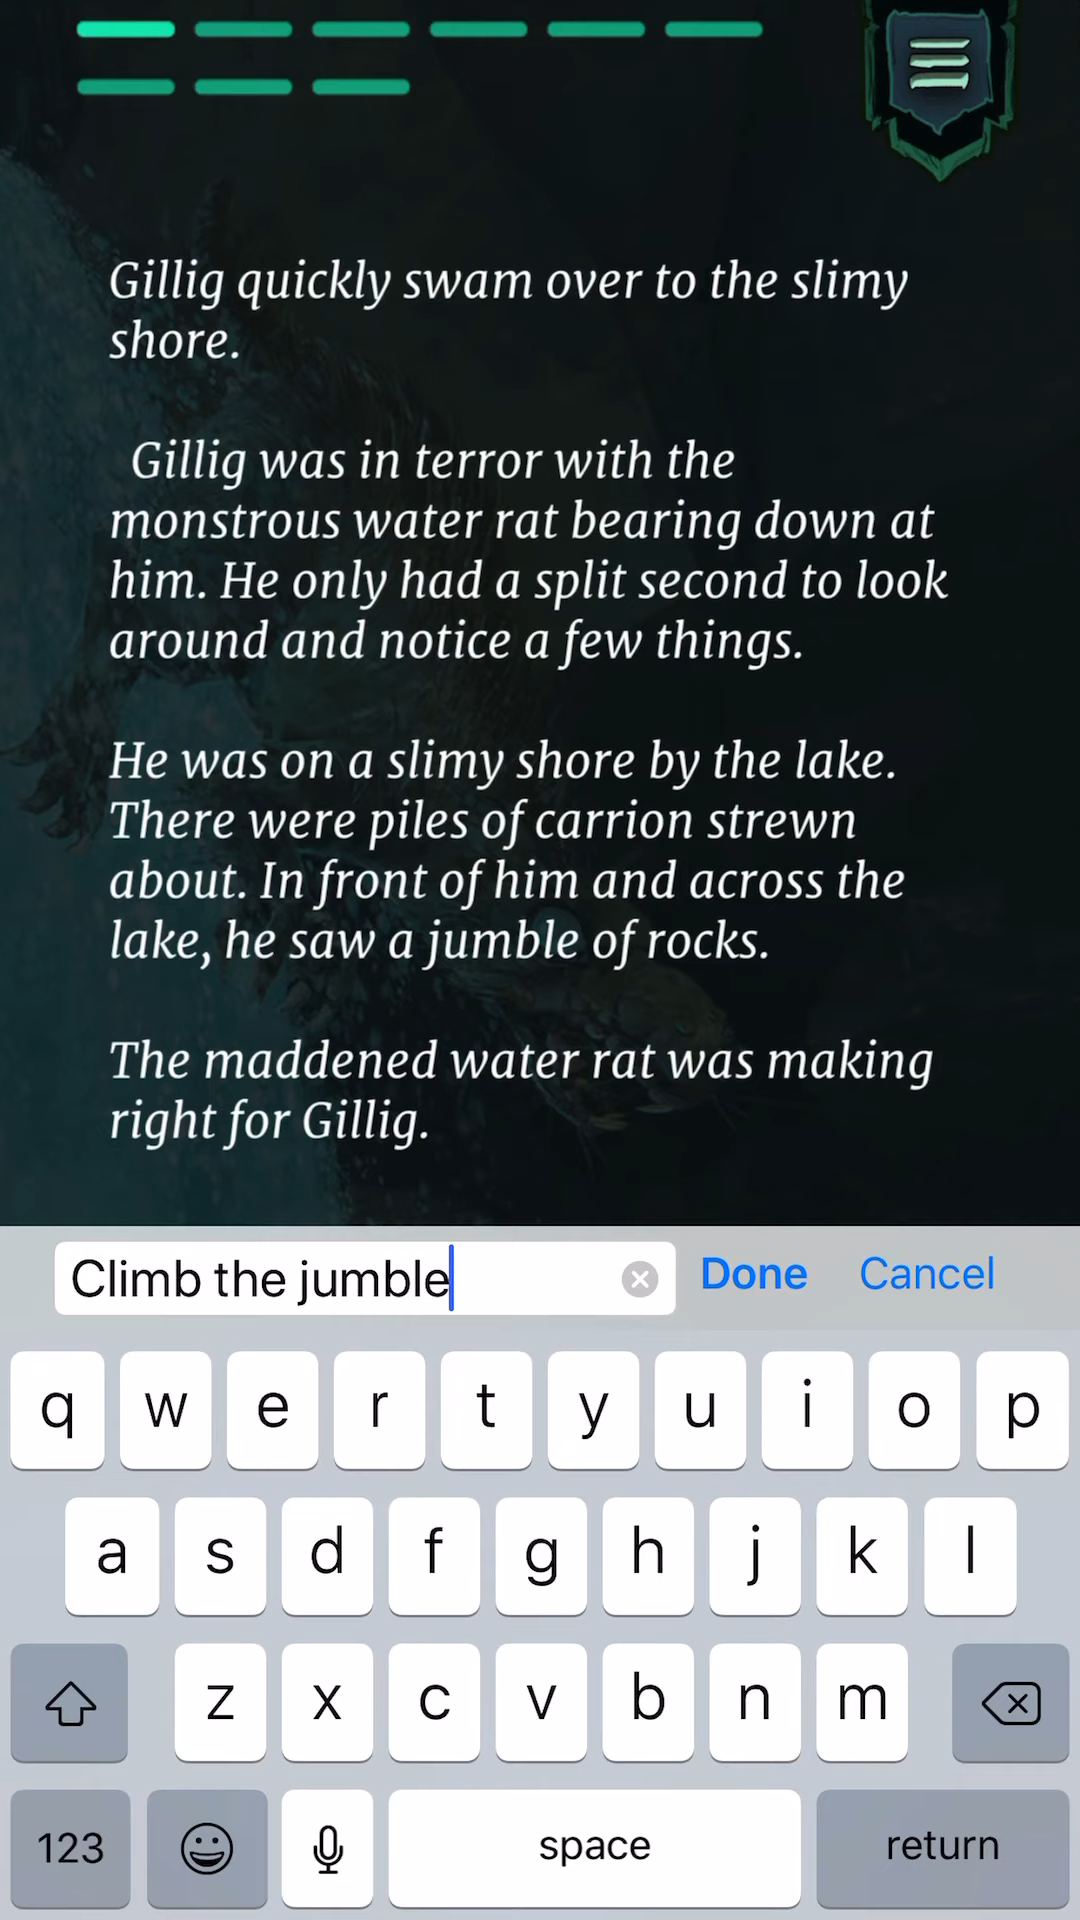 Gillig quickly swam over to the slimy
shore.
Gillig was in terror with the
monstrous water rat bearing down at
him. He only had a split second to look
around and notice a few things.
He was on a slimy shore by the lake.
There were piles of carrion strewn
about. In front of him and across the
lake, he saw a jumble of rocks.
The maddened water rat was making
right for Gillig.
Climb the jumble Done Cancel
q w e r t y u i o p
a s d f g h j k l
z x c v b n m
123 space return